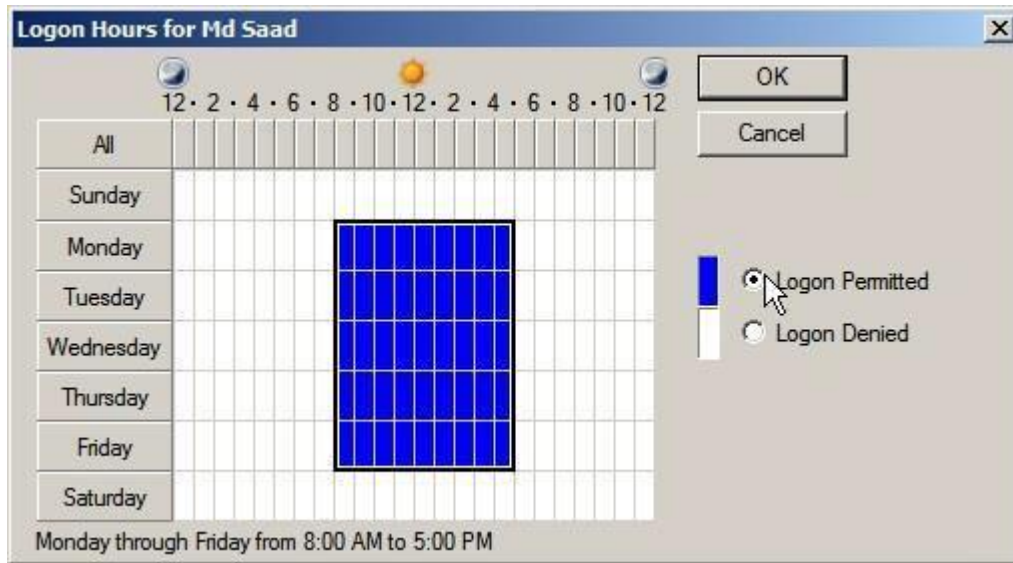 Logon Hours for Md Saad
12 · 2 · 4 · 6 · 8 · 10 · 12 · 2 · 4 · 6 · 8 · 10 · 12
OK
Cancel
All
Sunday
Monday
Tuesday
Wednesday
Thursday
Friday
Saturday
Logon Permitted
Logon Denied
Monday through Friday from 8:00 AM to 5:00 PM